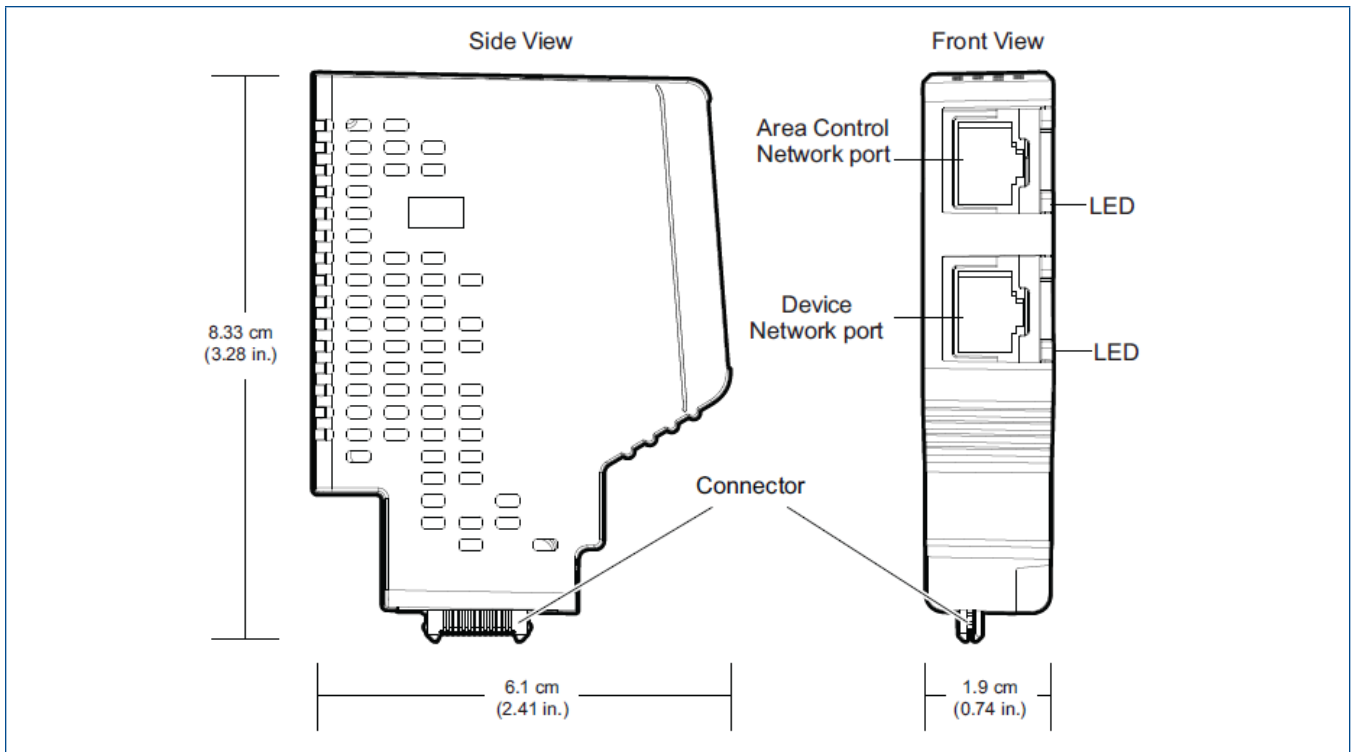 Side View
Front View
Area Control
Network port
LED
Device
Network port
LED
8.33 cm
(3.28 in.)
Connector
6.1 cm
(2.41 in.)
1.9 cm
(0.74 in.)